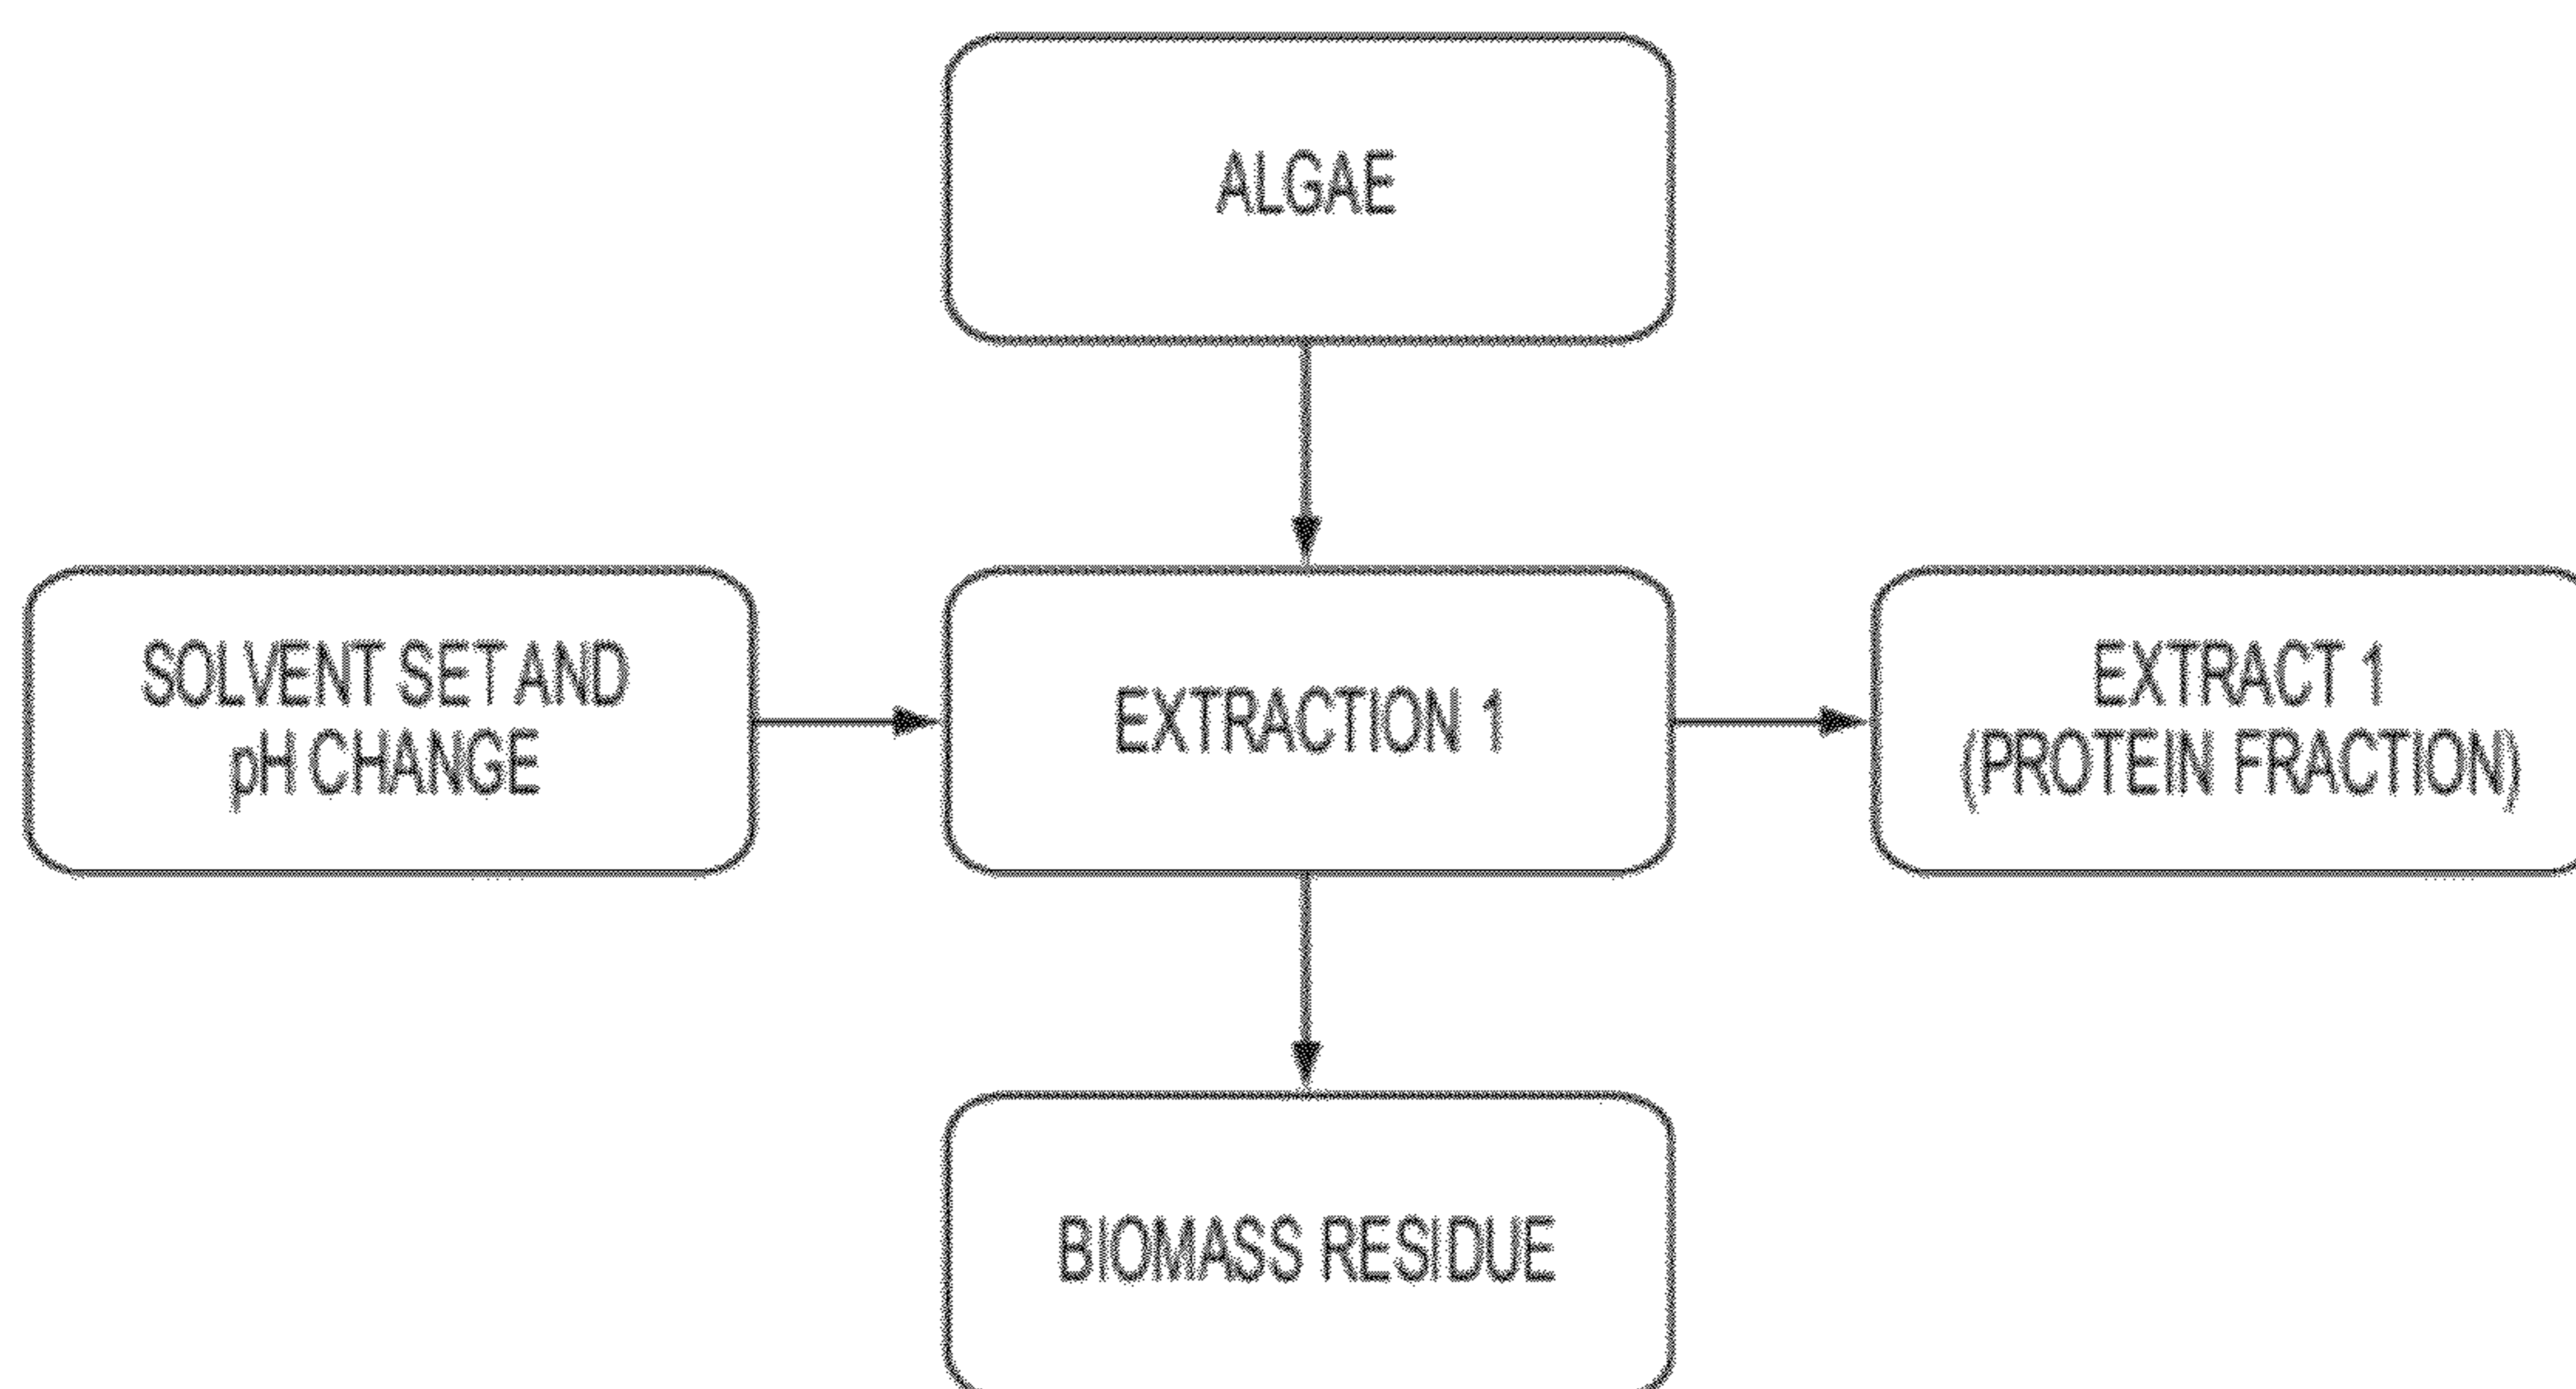 ALGAE
SOLVENT SET AND
pH CHANGE
EXTRACTION 1
EXTRACT 1
(PROTEIN FRACTION)
BIOMASS RESIDUE